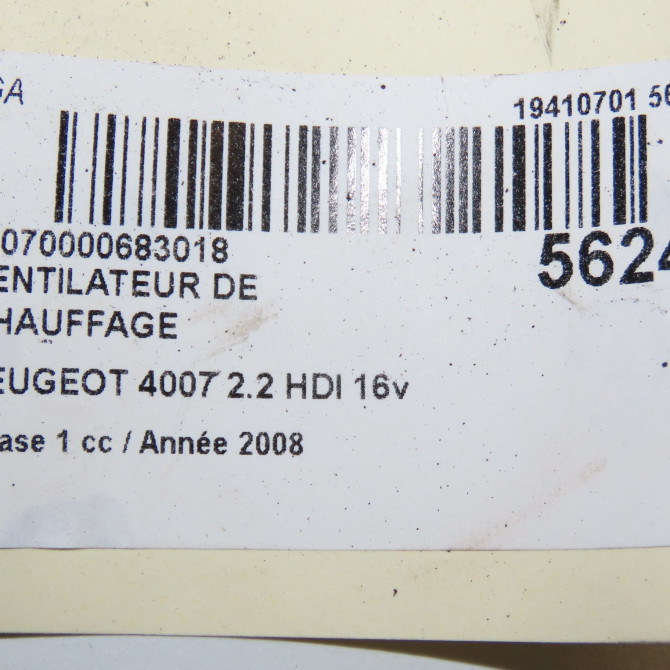 GA
19410701 56
070000683018
5624
ENTILATEUR DE
HAUFFAGE
EUGEOT 4007 2.2 HDI 16v
ase 1 cc / Année 2008